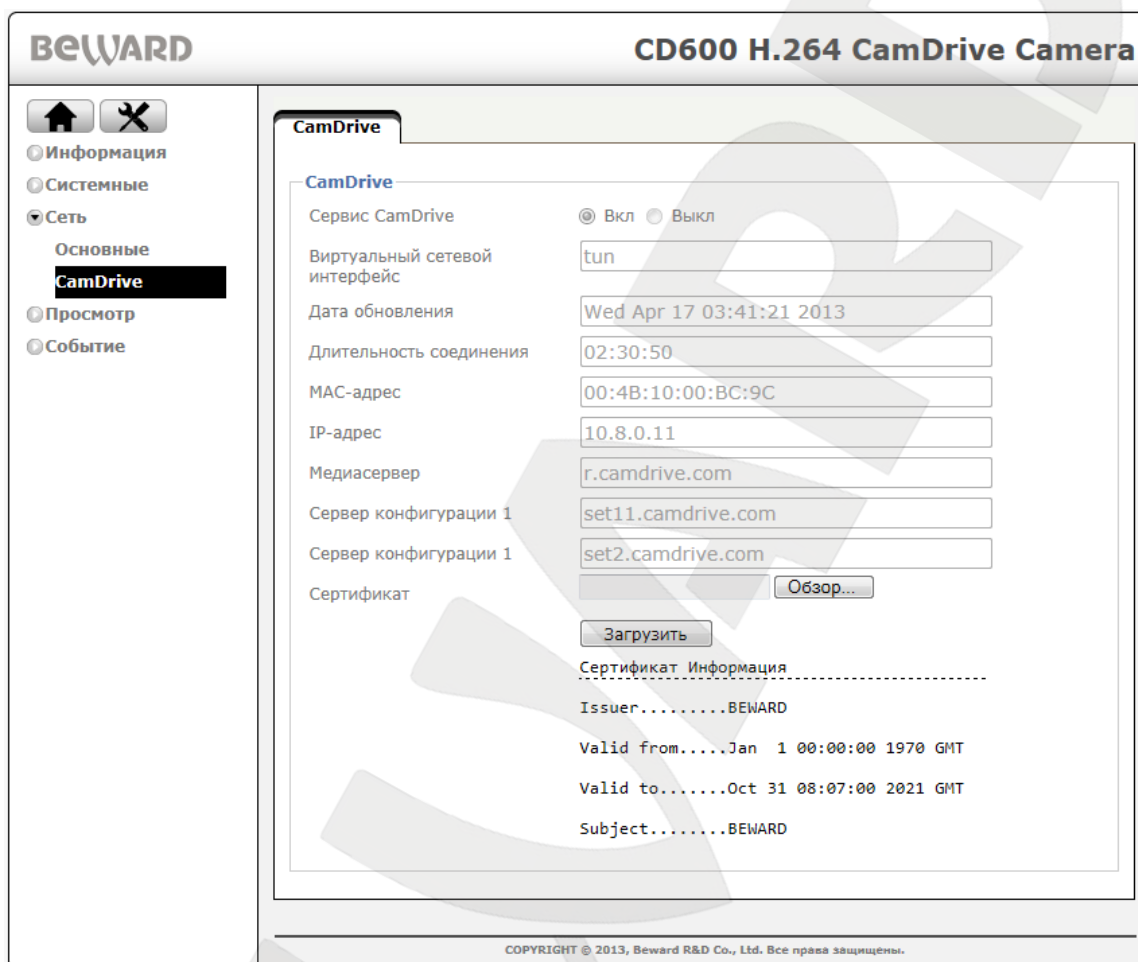 BEWARD
CD600 H.264 CamDrive Camera
Информация
Системные
Сеть
Основные
CamDrive
Просмотр
Событие
CamDrive
CamDrive
Сервис CamDrive Вкл Выкл
Виртуальный сетевой
интерфейс
tun
Дата обновления Wed Apr 17 03:41:21 2013
Длительность соединения 02:30:50
MAC-адрес 00:4B:10:00:BC:9C
IP-адрес 10.8.0.11
Медиасервер r.camdrive.com
Сервер конфигурации 1 set11.camdrive.com
Сервер конфигурации 1 set2.camdrive.com
Сертификат Обзор...
Загрузить
Сертификат Информация
Issuer.........BEWARD
Valid from.....Jan  1 00:00:00 1970 GMT
Valid to.......Oct 31 08:07:00 2021 GMT
Subject........BEWARD
COPYRIGHT © 2013, Beward R&D Co., Ltd. Все права защищены.